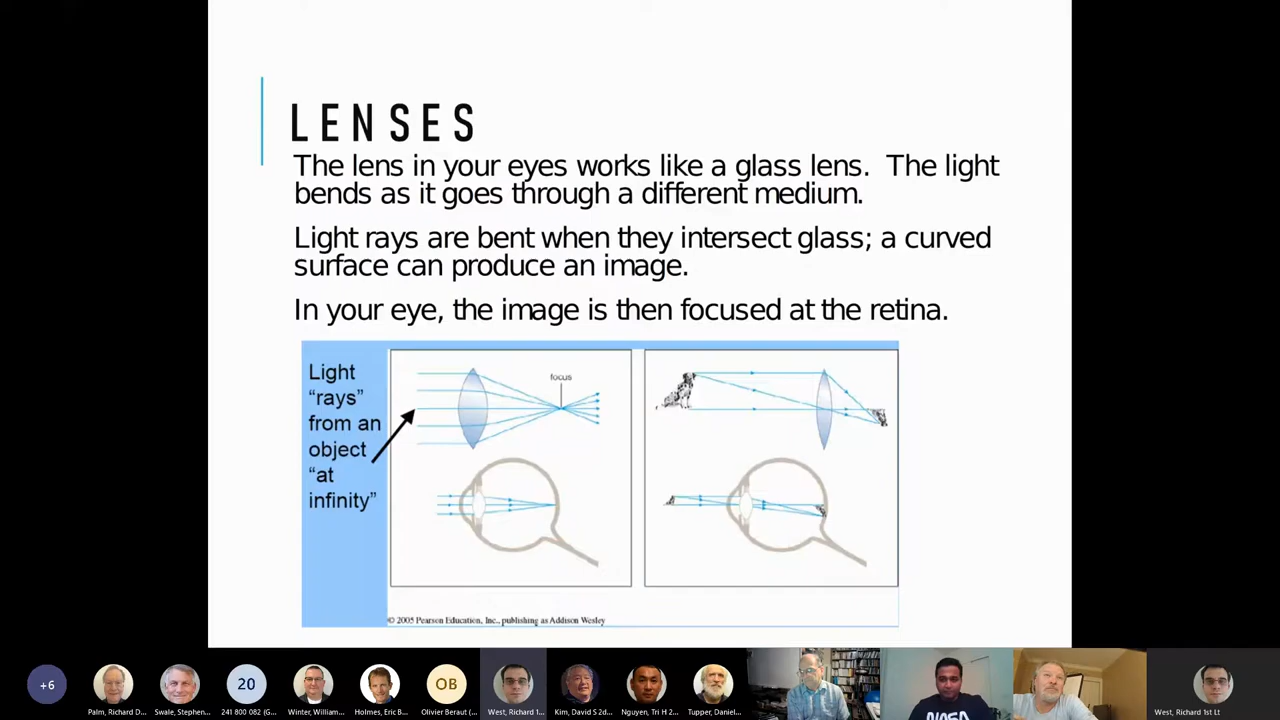 LENSES
The lens in your eyes works like a glass lens.  The light
bends as it goes through a different medium.
Light rays are bent when they intersect glass; a curved
surface can produce an image.
In your eye, the image is then focused at the retina.
Light
“rays”
from an
object
“at
infinity”
focus
© 2005 Pearson Education, Inc., publishing as Addison Wesley
+6
20
OB
Palm, Richard D...
Swale, Stephen...
241 800 082 (G...
Winter, William...
Holmes, Eric B...
Olivier Beraut (...
West, Richard 1...
Kim, David S 2d...
Nguyen, Tri H 2...
Tupper, Daniel...
NASA
West, Richard 1st Lt